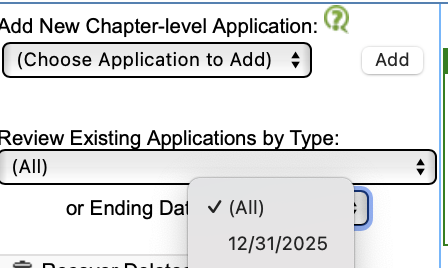 Add New Chapter-level Application:
(Choose Application to Add)
Add
Review Existing Applications by Type:
(All)
or Ending Dat
✓ (All)
12/31/2025